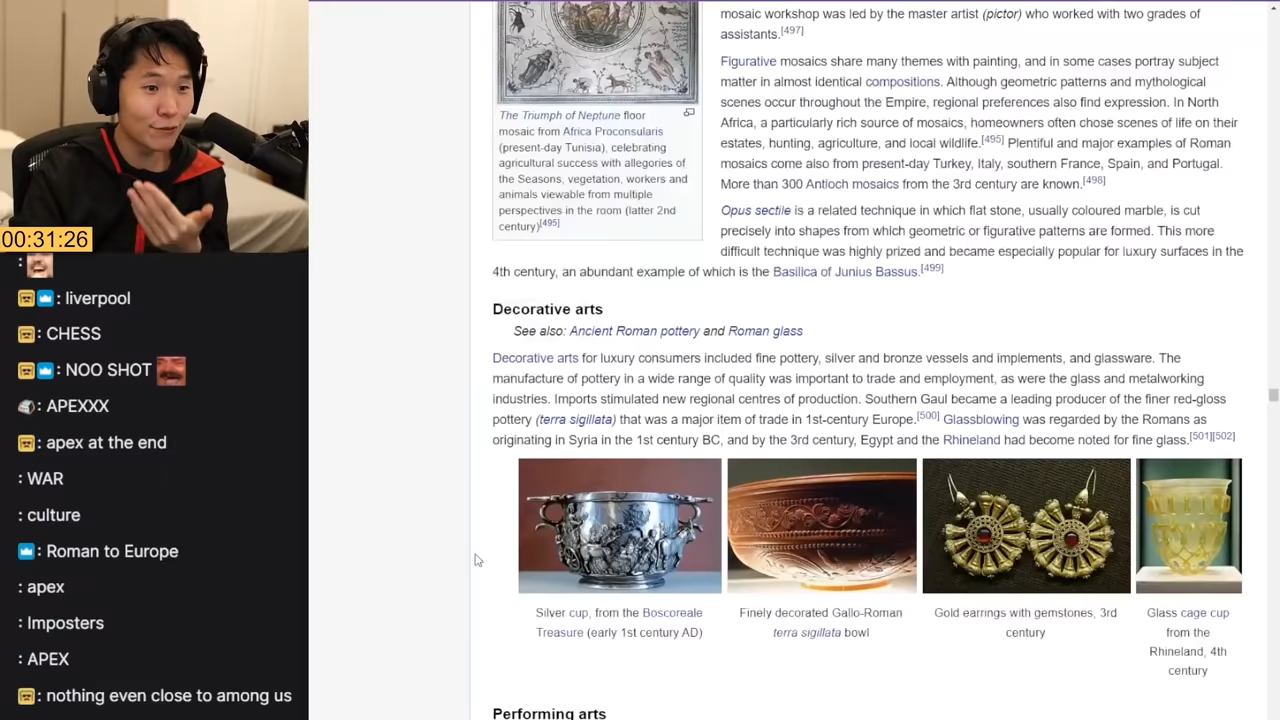 00:31:26
:
: liverpool
: CHESS
: NOO SHOT
: APEXXX
: apex at the end
: WAR
: culture
: Roman to Europe
: apex
: Imposters
: APEX
: nothing even close to among us
The Triumph of Neptune floor
mosaic from Africa Proconsularis
(present-day Tunisia), celebrating
agricultural success with allegories of
the Seasons, vegetation, workers and
animals viewable from multiple
perspectives in the room (latter 2nd
century)[495]
mosaic workshop was led by the master artist (pictor) who worked with two grades of
assistants.[497]
Figurative mosaics share many themes with painting, and in some cases portray subject
matter in almost identical compositions. Although geometric patterns and mythological
scenes occur throughout the Empire, regional preferences also find expression. In North
Africa, a particularly rich source of mosaics, homeowners often chose scenes of life on their
estates, hunting, agriculture, and local wildlife.[495] Plentiful and major examples of Roman
mosaics come also from present-day Turkey, Italy, southern France, Spain, and Portugal.
More than 300 Antioch mosaics from the 3rd century are known.[498]
Opus sectile is a related technique in which flat stone, usually coloured marble, is cut
precisely into shapes from which geometric or figurative patterns are formed. This more
difficult technique was highly prized and became especially popular for luxury surfaces in the
4th century, an abundant example of which is the Basilica of Junius Bassus.[499]
Decorative arts
See also: Ancient Roman pottery and Roman glass
Decorative arts for luxury consumers included fine pottery, silver and bronze vessels and implements, and glassware. The
manufacture of pottery in a wide range of quality was important to trade and employment, as were the glass and metalworking
industries. Imports stimulated new regional centres of production. Southern Gaul became a leading producer of the finer red-gloss
pottery (terra sigillata) that was a major item of trade in 1st-century Europe.[500] Glassblowing was regarded by the Romans as
originating in Syria in the 1st century BC, and by the 3rd century, Egypt and the Rhineland had become noted for fine glass.[501][502]
Silver cup, from the Boscoreale
Treasure (early 1st century AD)
Finely decorated Gallo-Roman
terra sigillata bowl
Gold earrings with gemstones, 3rd
century
Glass cage cup
from the
Rhineland, 4th
century
Performing arts